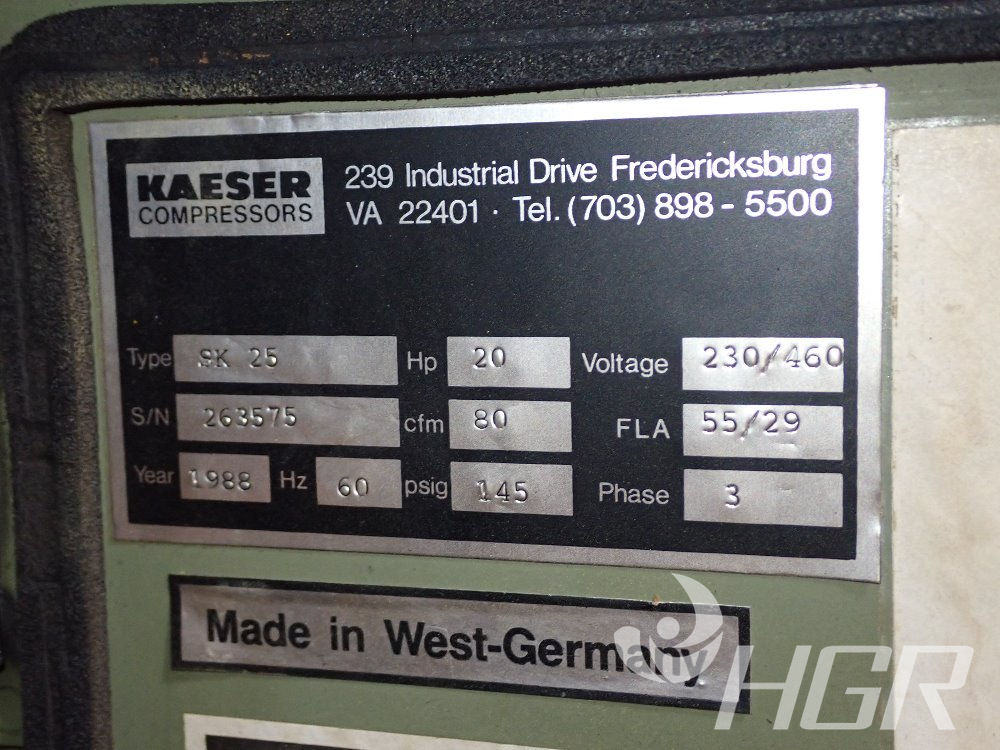 KAESER
COMPRESSORS
239 Industrial Drive Fredericksburg
VA 22401 · Tel. (703) 898 - 5500
Type SK 25 Hp 20 Voltage 230/460
S/N 263575 cfm 80 FLA 55/29
Year 1988 Hz 60 psig 145 Phase 3
Made in West-Germany
HGR